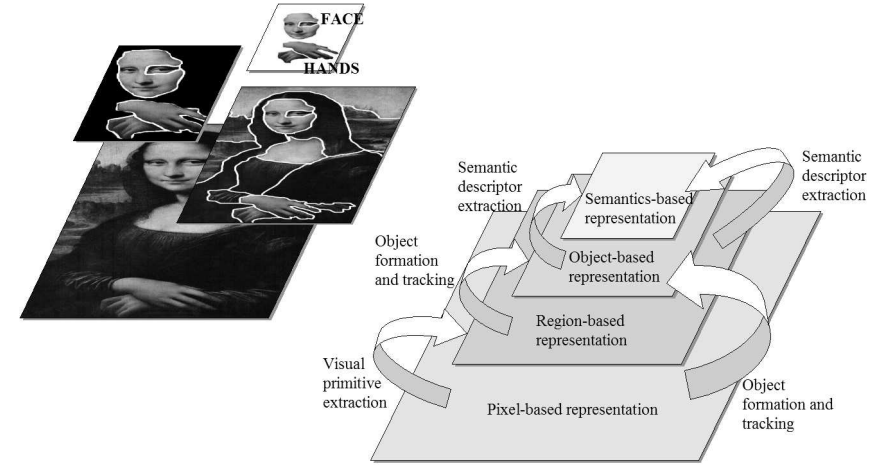 FACE
HANDS
Semantic
descriptor
extraction
Semantics-based
representation
Semantic
descriptor
extraction
Object
formation
and tracking
Object-based
representation
Region-based
representation
Visual
primitive
extraction
Pixel-based representation
Object
formation and
tracking